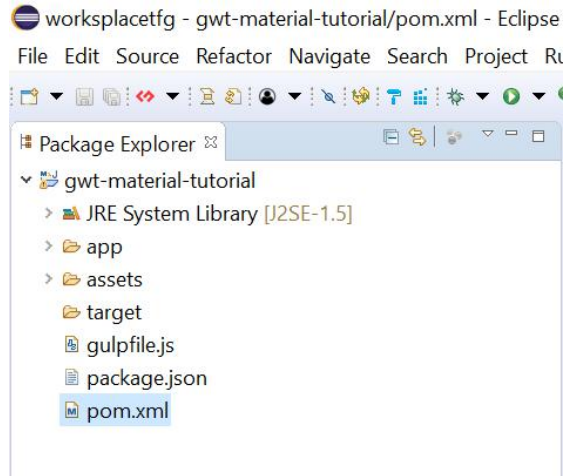 worksplacetfg - gwt-material-tutorial/pom.xml - Eclipse
File Edit Source Refactor Navigate Search Project Ru
Package Explorer
gwt-material-tutorial
JRE System Library [J2SE-1.5]
app
assets
target
gulpfile.js
package.json
pom.xml